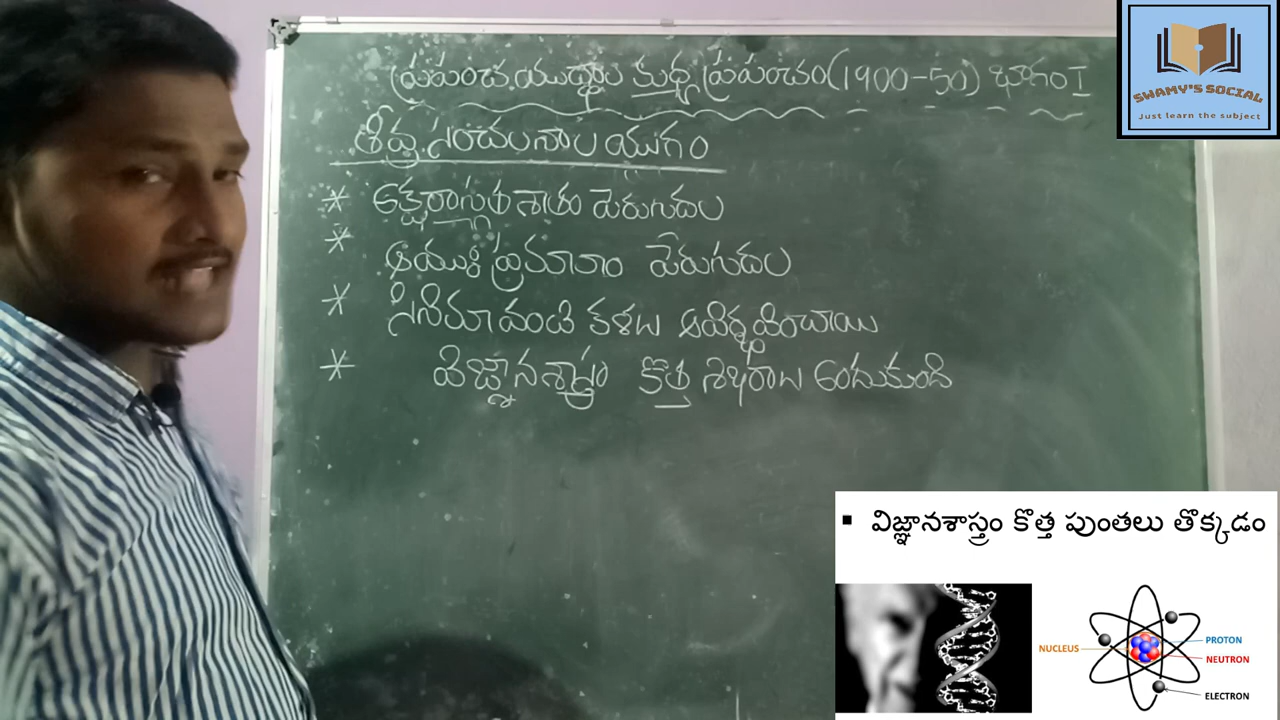 ప్రపంచ యుద్ధాల మధ్య ప్రపంచం (1900-50) భాగం I
తీవ్ర సంచలనాల యుగం
* అక్షరాస్యత శాతం పెరుగుదల
* ఆయుః ప్రమాణం పెరుగుదల
* సినిమా వంటి కళలు ఆవిర్భవించాయి
* విజ్ఞానశాస్త్రం కొత్త శిఖరాలు అందుకుంది
SWAMY'S SOCIAL
Just learn the subject
▪ విజ్ఞానశాస్త్రం కొత్త పుంతలు తొక్కడం
NUCLEUS
PROTON
NEUTRON
ELECTRON